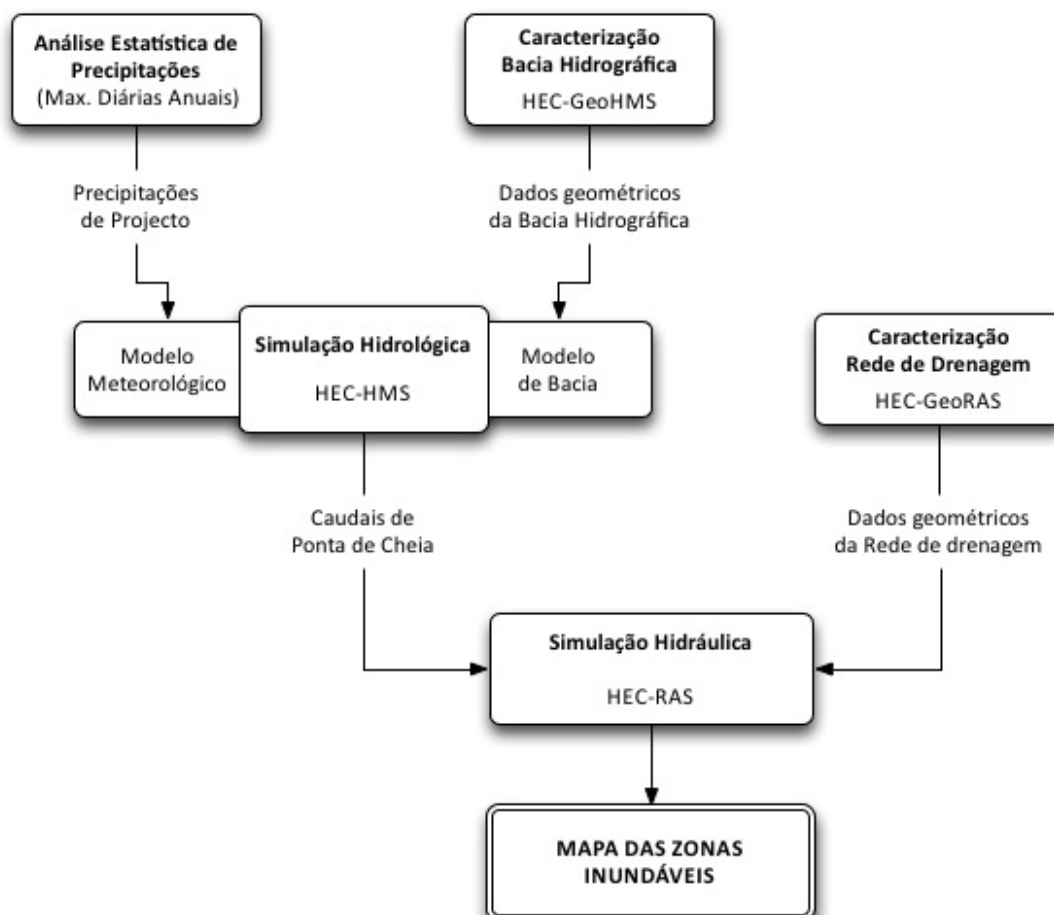 Análise Estatística de
Precipitações
(Max. Diárias Anuais)
Caracterização
Bacia Hidrográfica
HEC-GeoHMS
Precipitações
de Projecto
Dados geométricos
da Bacia Hidrográfica
Modelo
Meteorológico
Simulação Hidrológica
HEC-HMS
Modelo
de Bacia
Caracterização
Rede de Drenagem
HEC-GeoRAS
Caudais de
Ponta de Cheia
Dados geométricos
da Rede de drenagem
Simulação Hidráulica
HEC-RAS
MAPA DAS ZONAS
INUNDÁVEIS